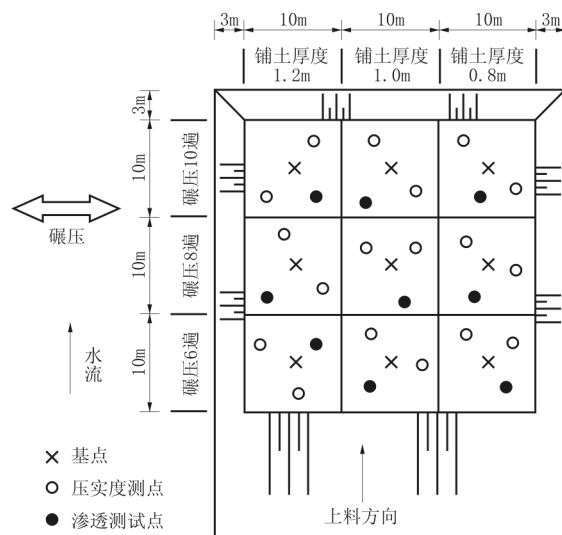 3m 10m 10m 10m 3m
铺土厚度 铺土厚度 铺土厚度
1.2m 1.0m 0.8m
3m
10m
碾压10遍
碾压
10m
碾压8遍
水流
10m
碾压6遍
基点
压实度测点
渗透测试点
上料方向